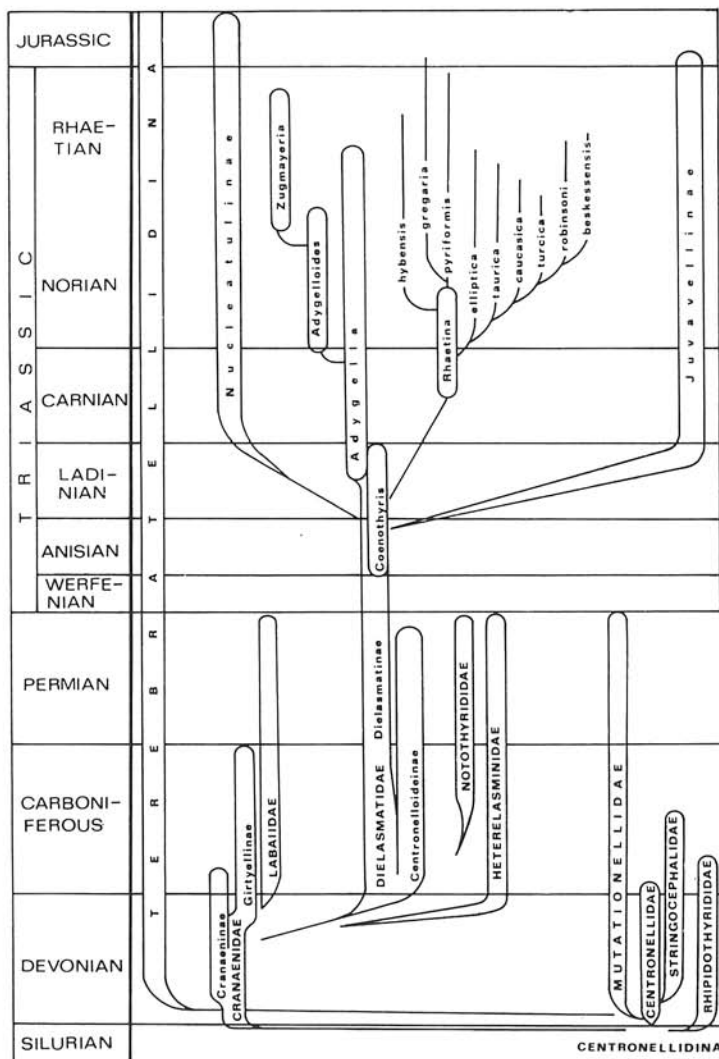 JURASSIC
TRIASSIC
RHAE-
TIAN
NORIAN
CARNIAN
LADI-
NIAN
ANISIAN
WERFE-
NIAN
PERMIAN
CARBONI-
FEROUS
DEVONIAN
SILURIAN
TEREBRATELLIDINA
Nucleatulinae
Zugmayeria
Adygelloides
Adygella
Coenothyris
hybensis
gregaria
pyriformis
Rhaetina
elliptica
taurica
caucasica
turcica
robinsoni
beskessensis
Juvavellinae
Cranaeninae
CRANAENIDAE
Girtyellinae
LABAIIDAE
DIELASMATIDAE
Dielasmatinae
Centronelloideinae
NOTOTHYRIDIDAE
HETERELASMINIDAE
MUTATIONELLIDAE
CENTRONELLIDAE
STRINGOCEPHALIDAE
RHIPIDOTHYRIDIDAE
CENTRONELLIDINA